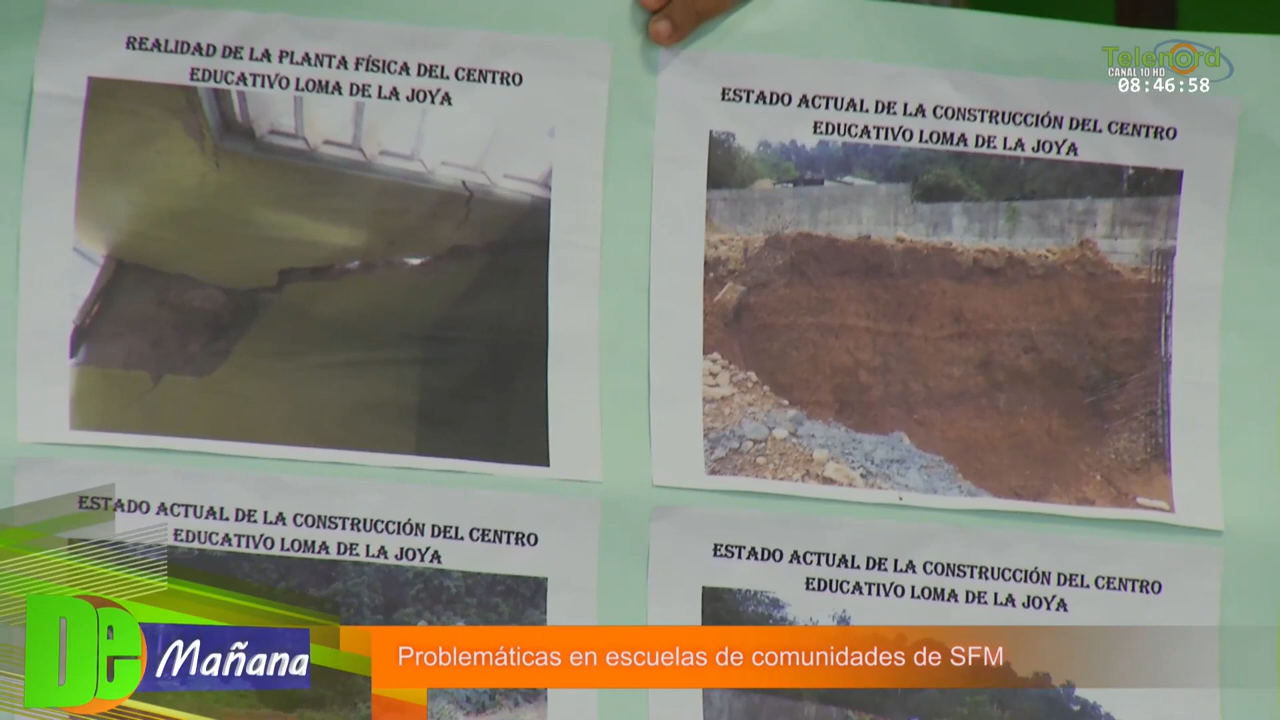 REALIDAD DE LA PLANTA FÍSICA DEL CENTRO
EDUCATIVO LOMA DE LA JOYA
ESTADO ACTUAL DE LA CONSTRUCCIÓN DEL CENTRO
EDUCATIVO LOMA DE LA JOYA
Telenord
CANAL 10 HD
08:46:58
ESTADO ACTUAL DE LA CONSTRUCCIÓN DEL CENTRO
EDUCATIVO LOMA DE LA JOYA
ESTADO ACTUAL DE LA CONSTRUCCIÓN DEL CENTRO
EDUCATIVO LOMA DE LA JOYA
De Mañana
Problemáticas en escuelas de comunidades de SFM